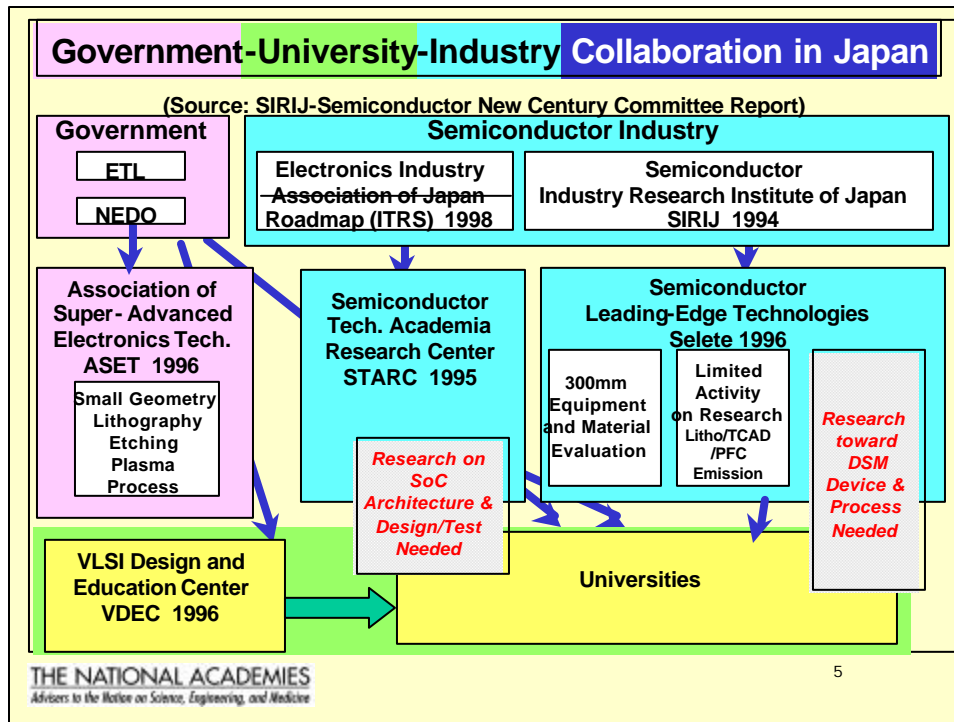 Government-University-Industry Collaboration in Japan
(Source: SIRIJ-Semiconductor New Century Committee Report)
Government
ETL
NEDO
Semiconductor Industry
Electronics Industry
Association of Japan
Roadmap (ITRS) 1998
Semiconductor
Industry Research Institute of Japan
SIRIJ 1994
Association of
Super-Advanced
Electronics Tech.
ASET 1996
Small Geometry
Lithography
Etching
Plasma
Process
Semiconductor
Tech. Academia
Research Center
STARC 1995
Research on
SoC
Architecture &
Design/Test
Needed
Semiconductor
Leading-Edge Technologies
Selete 1996
300mm
Equipment
and Material
Evaluation
Limited
Activity
on Research
Litho/TCAD
/PFC
Emission
Research
toward
DSM
Device &
Process
Needed
VLSI Design and
Education Center
VDEC 1996
Universities
THE NATIONAL ACADEMIES
Advisers to the Nation on Science, Engineering, and Medicine
5